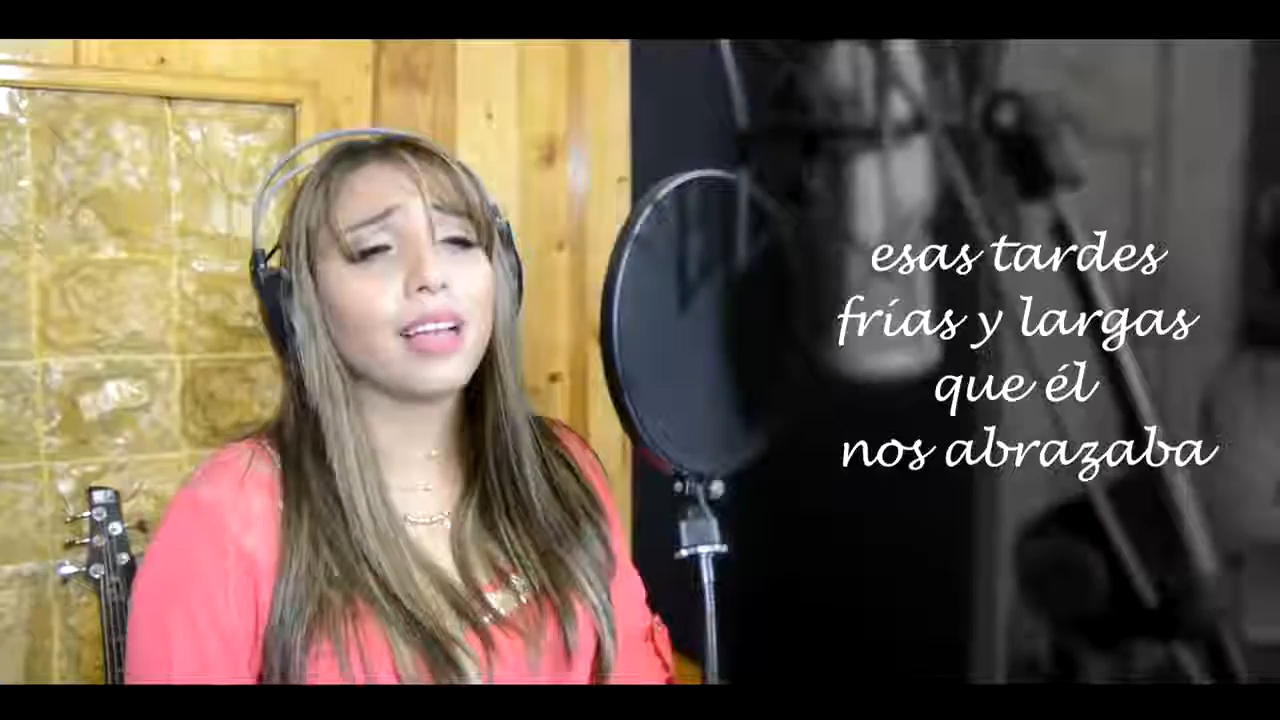 esas tardes
frías y largas
que él
nos abrazaba